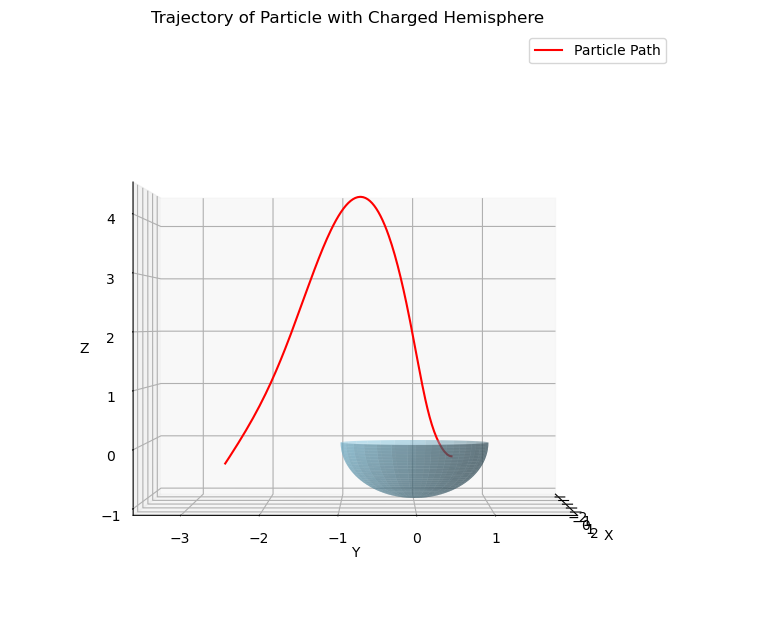 Trajectory of Particle with Charged Hemisphere
Particle Path
4
3
2
1
0
−1
Z
−3
−2
−1
0
1
Y
2
X